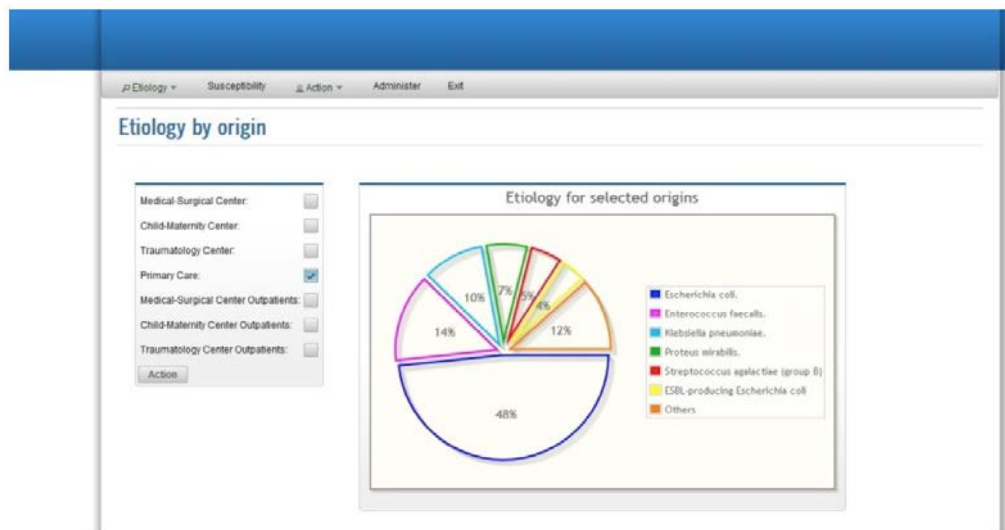 Etiology
Susceptibility
Action
Administer
Exit
Etiology by origin
Medical-Surgical Center:
Child-Maternity Center:
Traumatology Center:
Primary Care:
Medical-Surgical Center Outpatients:
Child-Maternity Center Outpatients:
Traumatology Center Outpatients:
Action
Etiology for selected origins
10%
7%
5%
4%
14%
12%
48%
Escherichia coli.
Enterococcus faecalis.
Klebsiella pneumoniae.
Proteus mirabilis.
Streptococcus agalactiae (group B)
ESBL-producing Escherichia coli
Others